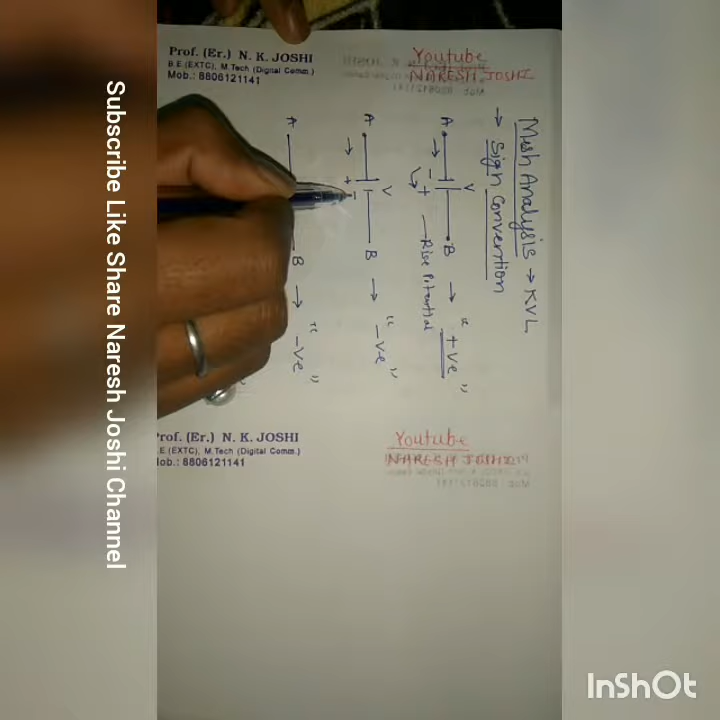 Prof. (Er.) N. K. JOSHI
B.E (EXTC), M.Tech (Digital Comm.)
Mob.: 8806121141
Youtube
NARESH JOSHI
Mesh Analysis → KVL
→ Sign Convention
A V B → " +ve "
- +
Rise Potential
A V B → " -ve "
+ -
A B → " -ve "
Prof. (Er.) N. K. JOSHI
B.E (EXTC), M.Tech (Digital Comm.)
Mob.: 8806121141
Youtube
NARESH JOSHI
Subscribe Like Share Naresh Joshi Channel
InShOt